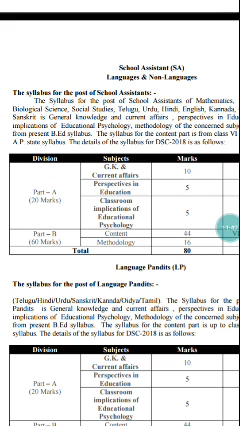 School Assistant (SA)
Languages & Non-Languages
The syllabus for the post of School Assistants: -
The Syllabus for the post of School Assistants of Mathematics,
Biological Science, Social Studies, Telugu, Urdu, Hindi, English, Kannada,
Sanskrit is General knowledge and current affairs , perspectives in Edu
implications of Educational Psychology, methodology of the concerned subj
from present B.Ed syllabus. The syllabus for the content part is from class VI
A P. state syllabus. The details of the syllabus for DSC-2018 is as follows:
Division Subjects Marks
Part – A
(20 Marks)
G.K. &
Current affairs 10
Perspectives in
Education 5
Classroom
implications of
Educational
Psychology 5
Part – B
(60 Marks)
Content 44
Methodology 16
Total 80
Language Pandits (LP)
The syllabus for the post of Language Pandits: -
(Telugu/Hindi/Urdu/Sanskrit/Kannda/Odiya/Tamil) The Syllabus for the p
Pandits is General knowledge and current affairs , perspectives in Edu
implications of Educational Psychology, Methodology of the concerned subj
from present B.Ed syllabus. The syllabus for the content part is up to clas
syllabus. The details of the syllabus for DSC-2018 is as follows:
Division Subjects Marks
Part – A
(20 Marks)
G.K. &
Current affairs 10
Perspectives in
Education 5
Classroom
implications of
Educational
Psychology 5
Part – B Content 44